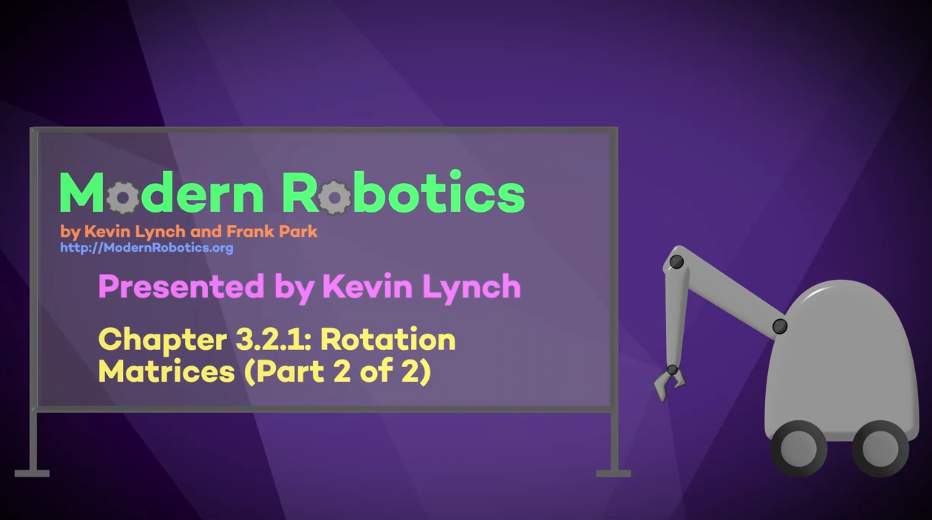 Modern Robotics
by Kevin Lynch and Frank Park
http://ModernRobotics.org
Presented by Kevin Lynch
Chapter 3.2.1: Rotation
Matrices (Part 2 of 2)